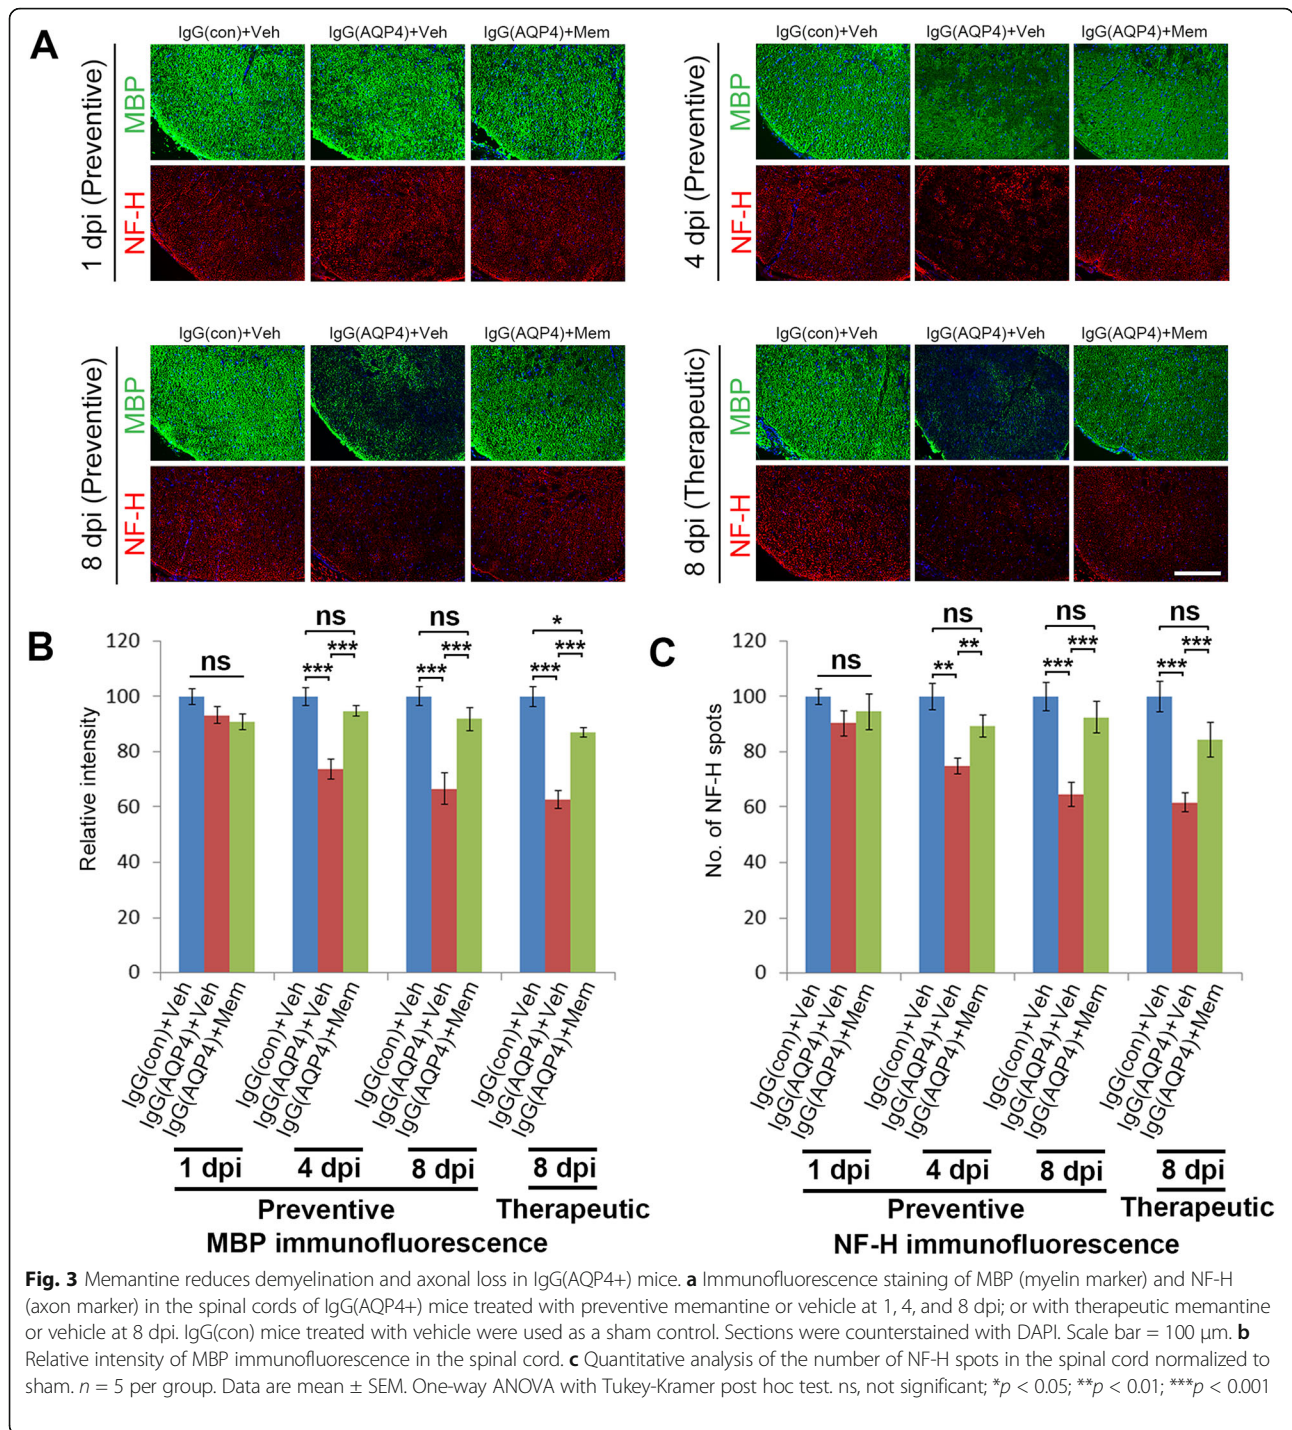 A
IgG(con)+Veh IgG(AQP4)+Veh IgG(AQP4)+Mem
1 dpi (Preventive)
MBP
NF-H
IgG(con)+Veh IgG(AQP4)+Veh IgG(AQP4)+Mem
4 dpi (Preventive)
MBP
NF-H
IgG(con)+Veh IgG(AQP4)+Veh IgG(AQP4)+Mem
8 dpi (Preventive)
MBP
NF-H
IgG(con)+Veh IgG(AQP4)+Veh IgG(AQP4)+Mem
8 dpi (Therapeutic)
MBP
NF-H
B
Relative intensity
120
100
80
60
40
20
0
ns
ns
*** ***
ns
*** ***
*
*** ***
IgG(con)+Veh
IgG(AQP4)+Veh
IgG(AQP4)+Mem
IgG(con)+Veh
IgG(AQP4)+Veh
IgG(AQP4)+Mem
IgG(con)+Veh
IgG(AQP4)+Veh
IgG(AQP4)+Mem
IgG(con)+Veh
IgG(AQP4)+Veh
IgG(AQP4)+Mem
1 dpi 4 dpi 8 dpi 8 dpi
Preventive Therapeutic
MBP immunofluorescence
C
No. of NF-H spots
120
100
80
60
40
20
0
ns
ns
** **
ns
*** ***
ns
*** ***
IgG(con)+Veh
IgG(AQP4)+Veh
IgG(AQP4)+Mem
IgG(con)+Veh
IgG(AQP4)+Veh
IgG(AQP4)+Mem
IgG(con)+Veh
IgG(AQP4)+Veh
IgG(AQP4)+Mem
IgG(con)+Veh
IgG(AQP4)+Veh
IgG(AQP4)+Mem
1 dpi 4 dpi 8 dpi 8 dpi
Preventive Therapeutic
NF-H immunofluorescence
Fig. 3 Memantine reduces demyelination and axonal loss in IgG(AQP4+) mice. a Immunofluorescence staining of MBP (myelin marker) and NF-H
(axon marker) in the spinal cords of IgG(AQP4+) mice treated with preventive memantine or vehicle at 1, 4, and 8 dpi; or with therapeutic memantine
or vehicle at 8 dpi. IgG(con) mice treated with vehicle were used as a sham control. Sections were counterstained with DAPI. Scale bar = 100 μm. b
Relative intensity of MBP immunofluorescence in the spinal cord. c Quantitative analysis of the number of NF-H spots in the spinal cord normalized to
sham. n = 5 per group. Data are mean ± SEM. One-way ANOVA with Tukey-Kramer post hoc test. ns, not significant; *p < 0.05; **p < 0.01; ***p < 0.001